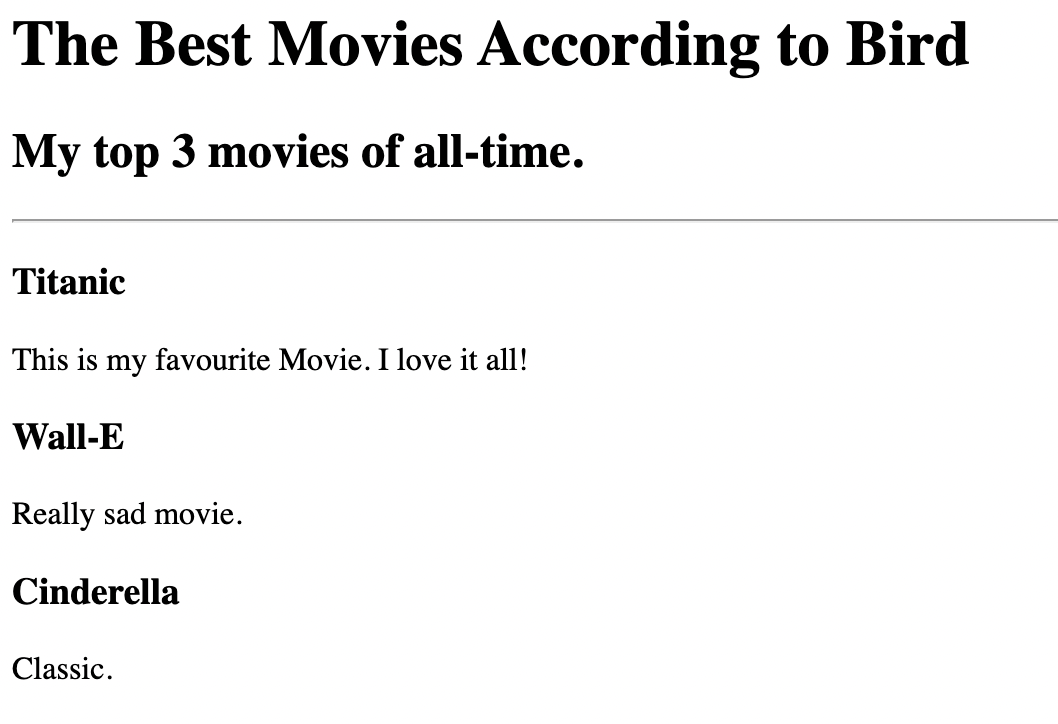 The Best Movies According to Bird
My top 3 movies of all-time.
Titanic
This is my favourite Movie. I love it all!
Wall-E
Really sad movie.
Cinderella
Classic.